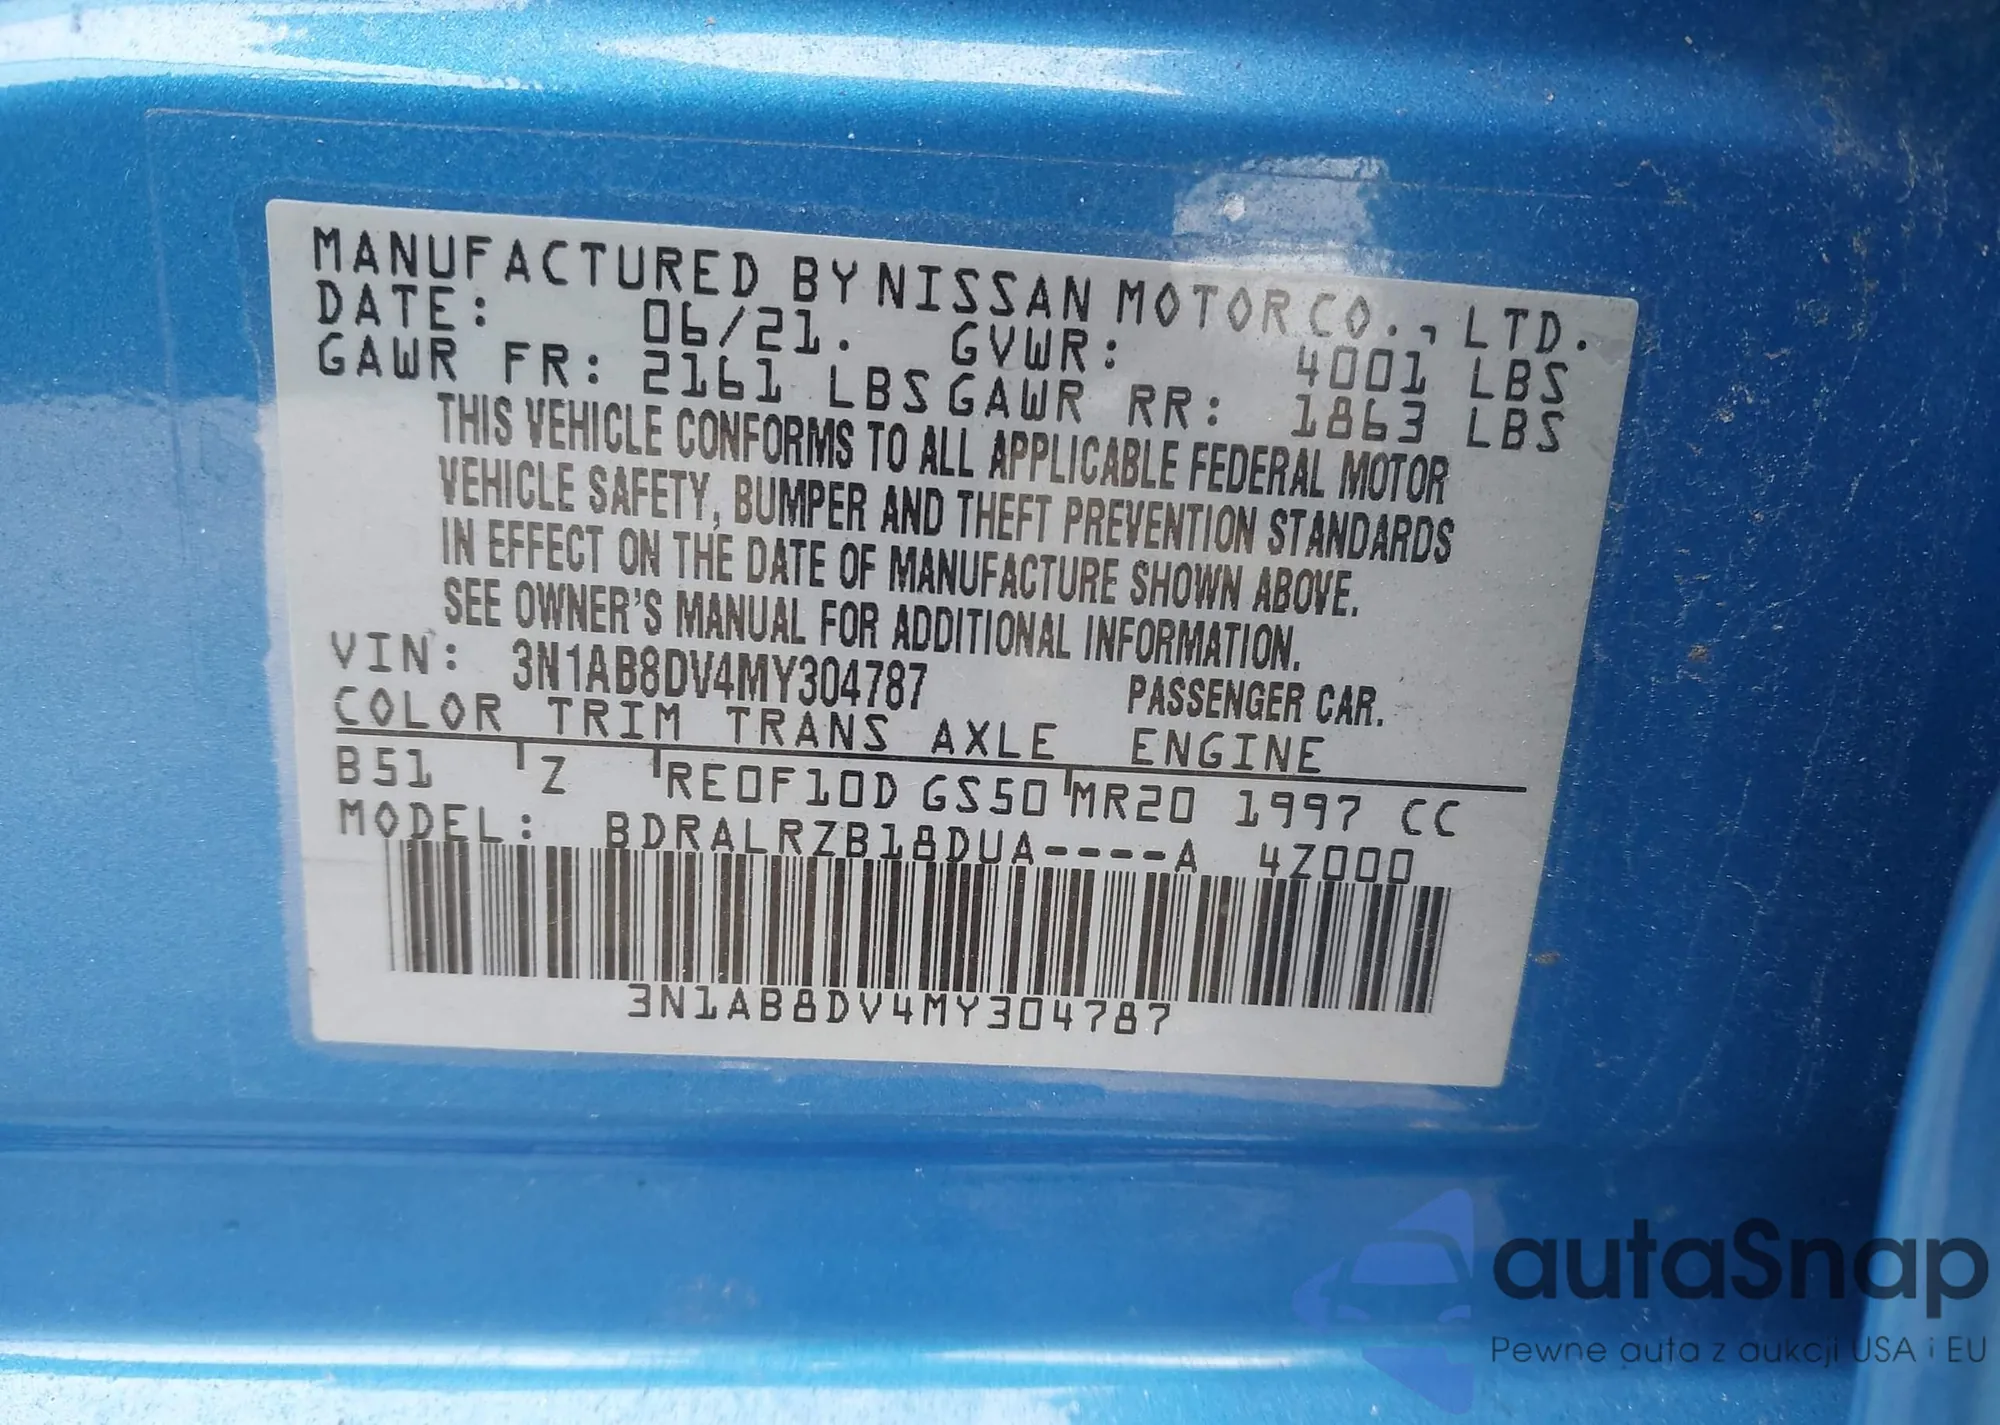 MANUFACTURED BY NISSAN MOTOR CO., LTD.
DATE: 06/21. GVWR: 4001 LBS
GAWR FR: 2161 LBS GAWR RR: 1863 LBS
THIS VEHICLE CONFORMS TO ALL APPLICABLE FEDERAL MOTOR
VEHICLE SAFETY, BUMPER AND THEFT PREVENTION STANDARDS
IN EFFECT ON THE DATE OF MANUFACTURE SHOWN ABOVE.
SEE OWNER'S MANUAL FOR ADDITIONAL INFORMATION.
VIN: 3N1AB8DV4MY304787 PASSENGER CAR.
COLOR TRIM TRANS AXLE ENGINE
B51 Z RE0F10D GS50 MR20 1997 CC
MODEL: BDRALRZB18DUA----A 4Z000
3N1AB8DV4MY304787
autaSnap
Pewne auta z aukcji USA i EU